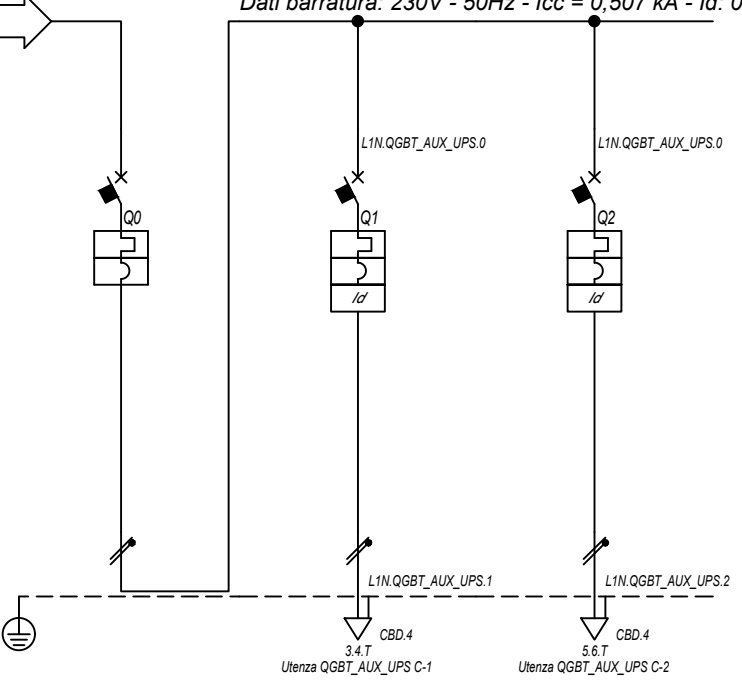 Dati barratura: 230V - 50Hz - Icc = 0,507 kA - Id: 0
L1N.QGBT_AUX_UPS.0
L1N.QGBT_AUX_UPS.0
Q0
Q1
Q2
Id
Id
L1N.QGBT_AUX_UPS.1
L1N.QGBT_AUX_UPS.2
CBD.4
CBD.4
3.4.T
5.6.T
Utenza QGBT_AUX_UPS C-1
Utenza QGBT_AUX_UPS C-2